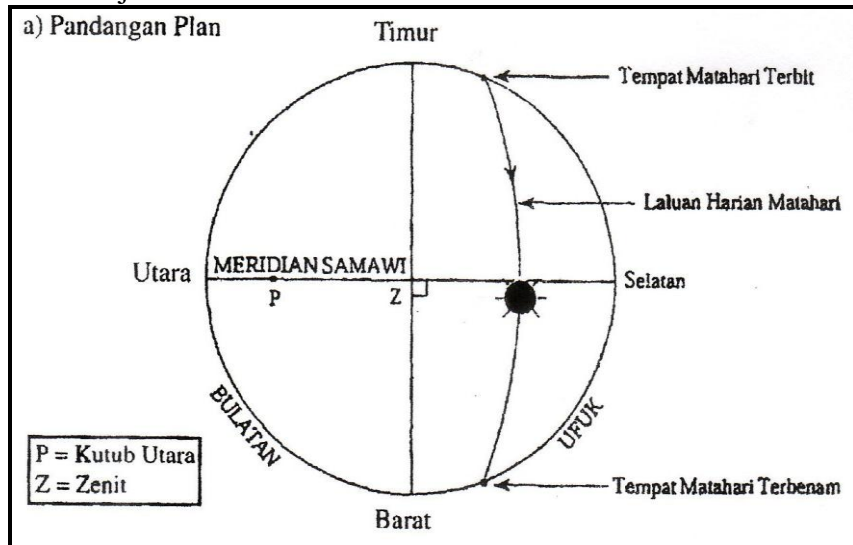 a) Pandangan Plan
Timur
Tempat Matahari Terbit
Laluan Harian Matahari
Utara
MERIDIAN SAMAWI
Selatan
P
Z
BULATAN
UFUK
P = Kutub Utara
Z = Zenit
Tempat Matahari Terbenam
Barat